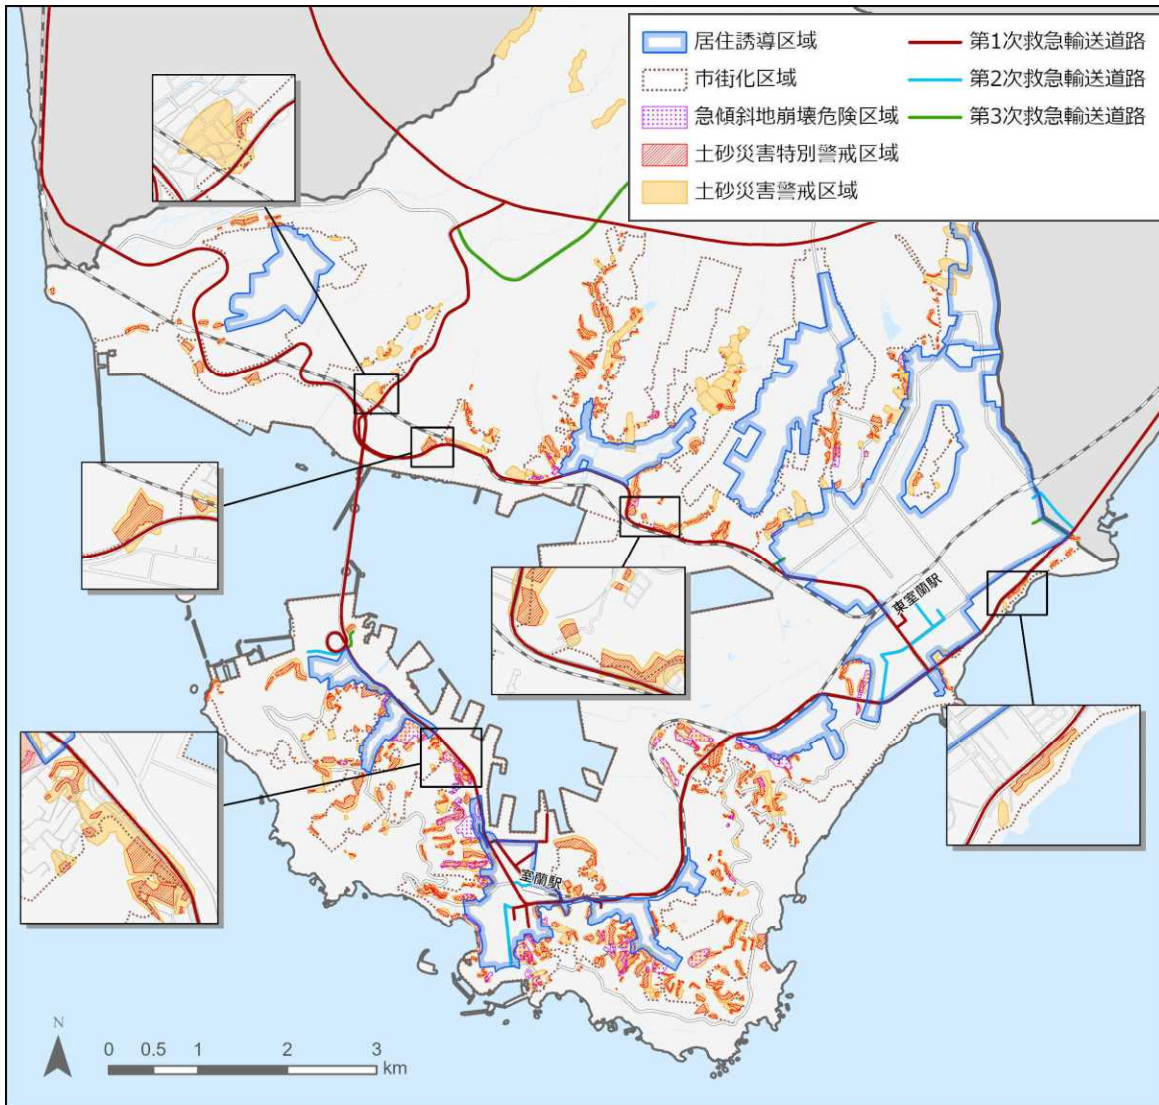 居住誘導区域
市街化区域
急傾斜地崩壊危険区域
土砂災害特別警戒区域
土砂災害警戒区域
第1次救急輸送道路
第2次救急輸送道路
第3次救急輸送道路
東室蘭駅
室蘭駅
N
0 0.5 1 2 3
km